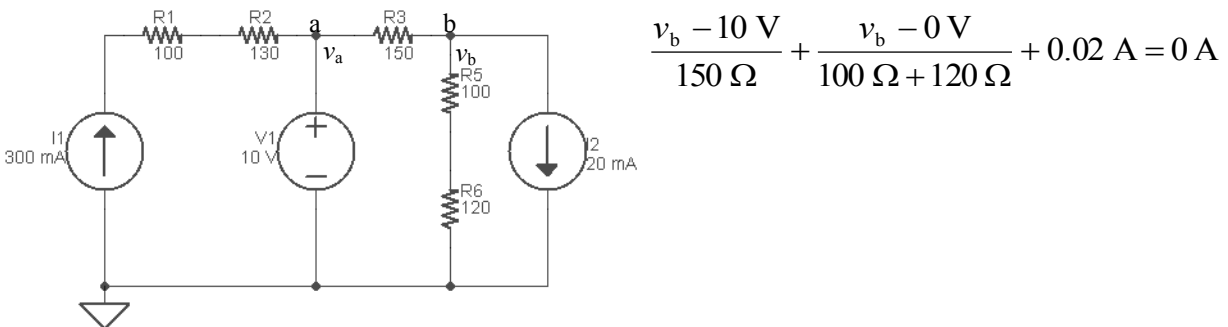 R1 R2 a R3 b
100 130 150
v_a v_b
R5
100
I1
300 mA
V1
10 V
+
−
I2
20 mA
R6
120
(v_b − 10 V)/(150 Ω) + (v_b − 0 V)/(100 Ω + 120 Ω) + 0.02 A = 0 A